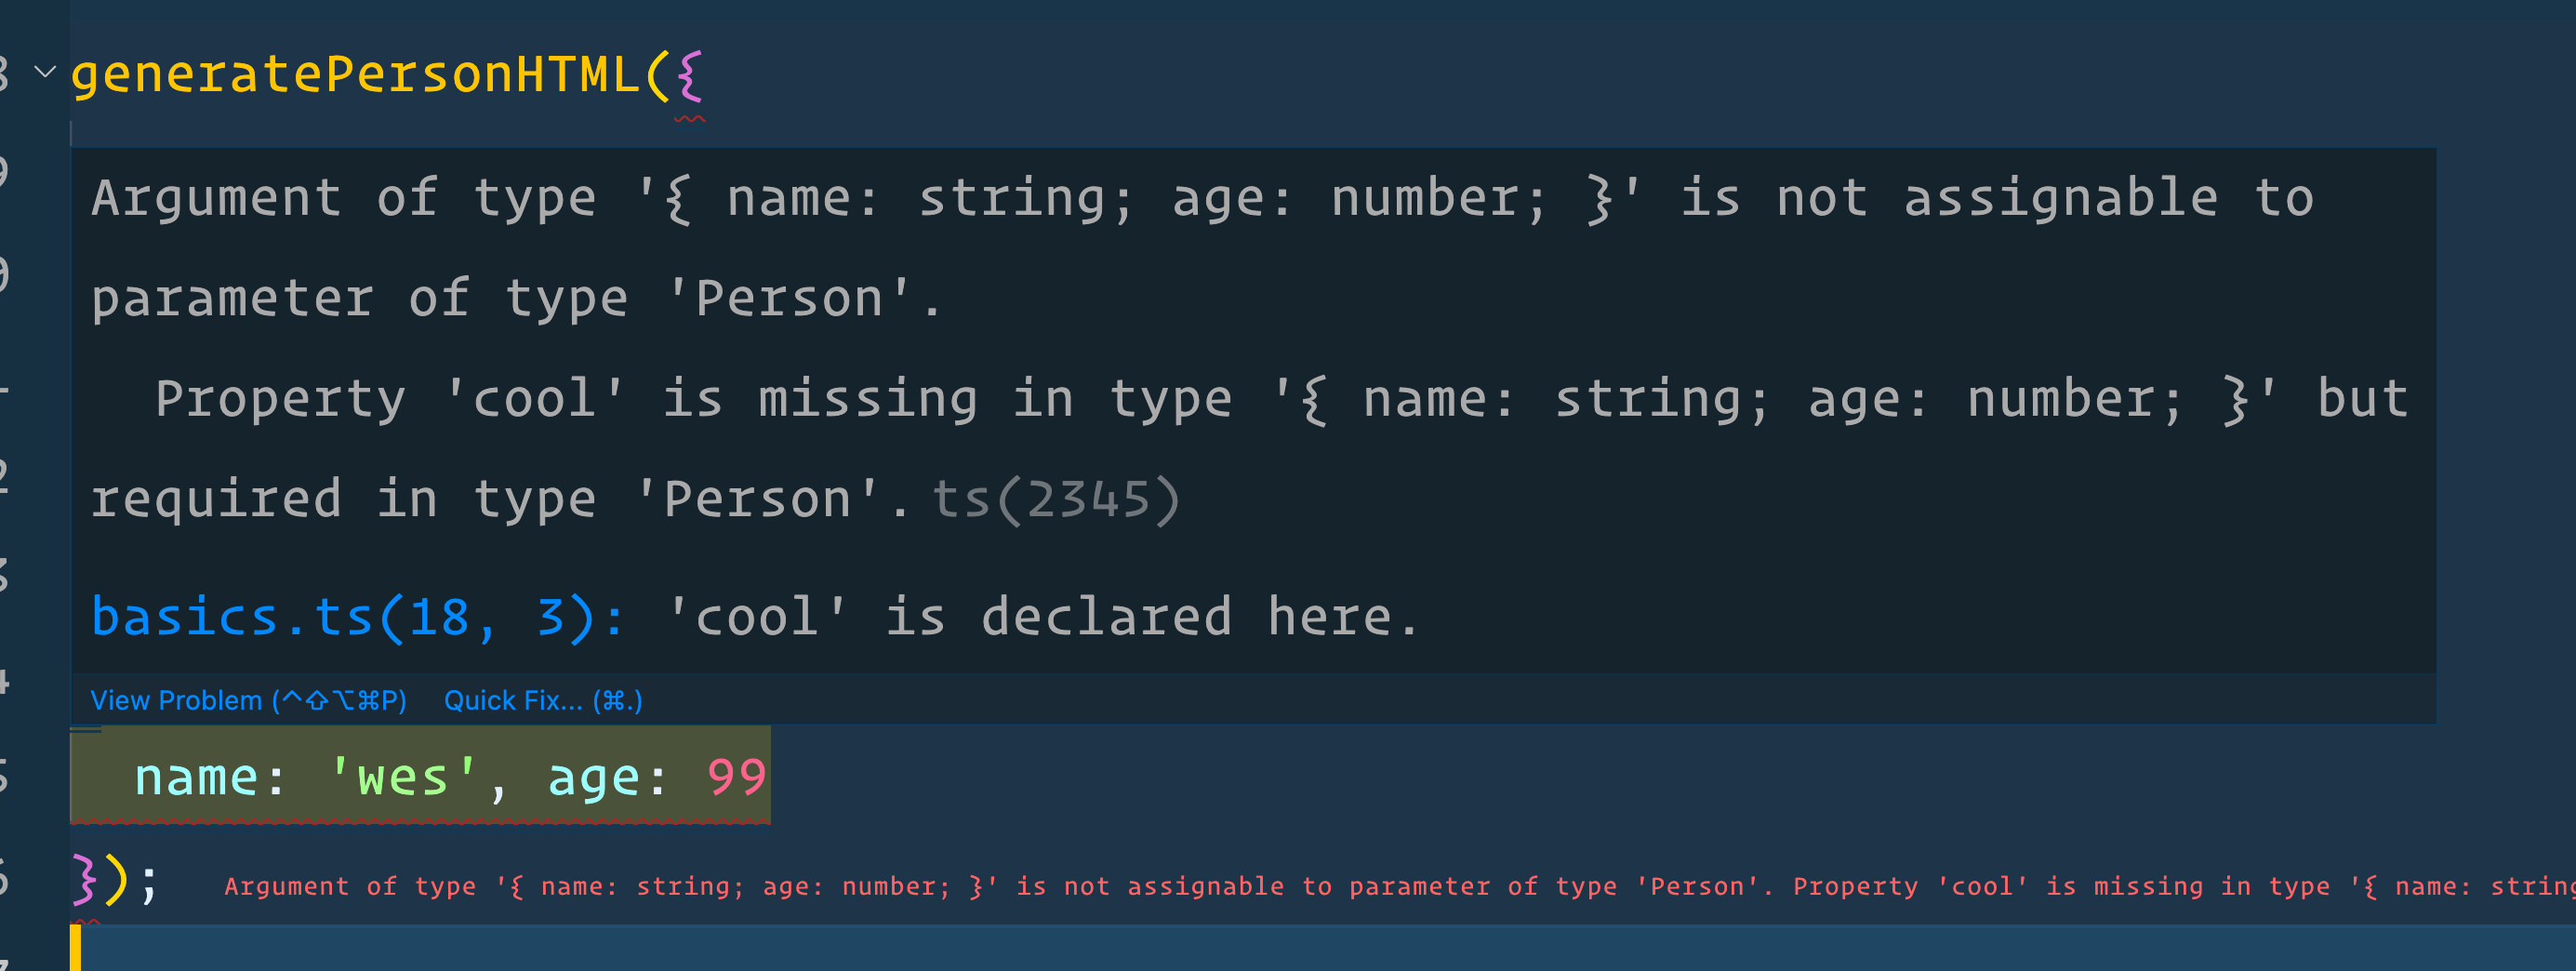 generatePersonHTML({
Argument of type '{ name: string; age: number; }' is not assignable to
parameter of type 'Person'.
Property 'cool' is missing in type '{ name: string; age: number; }' but
required in type 'Person'. ts(2345)
basics.ts(18, 3): 'cool' is declared here.
View Problem (^⇧⌥⌘P) Quick Fix... (⌘.)
name: 'wes', age: 99
}); Argument of type '{ name: string; age: number; }' is not assignable to parameter of type 'Person'. Property 'cool' is missing in type '{ name: